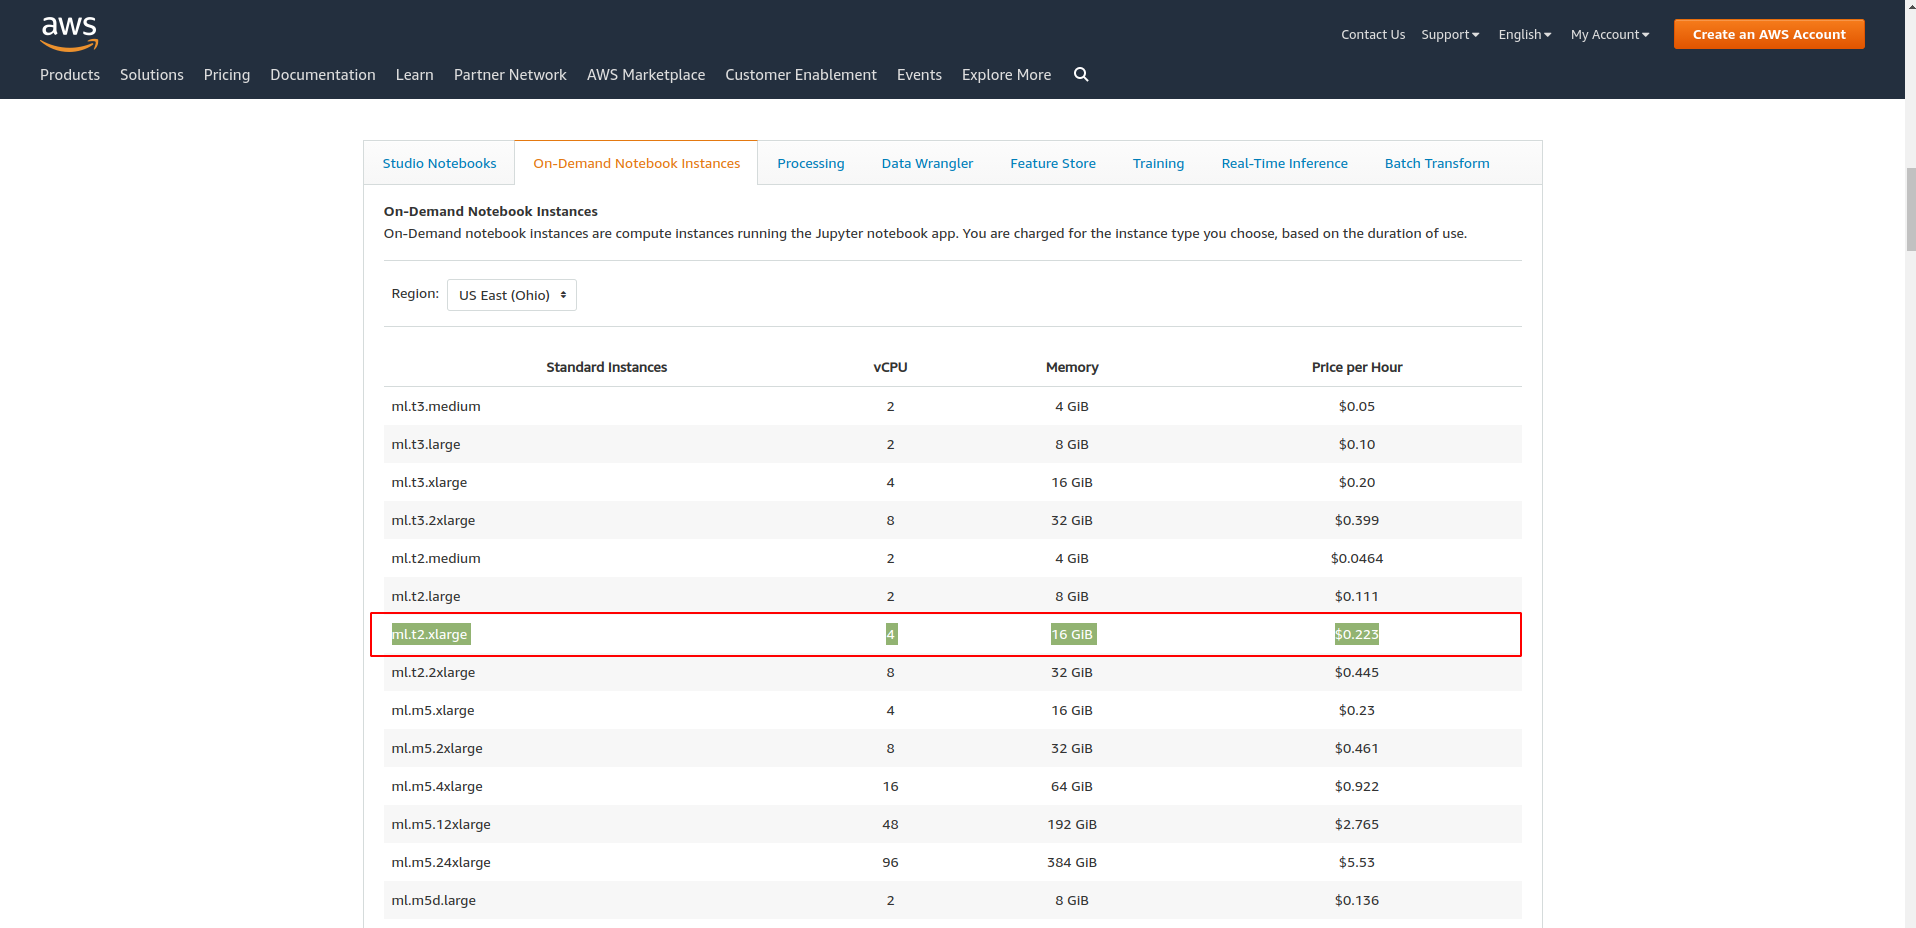 aws
Contact Us Support English My Account Create an AWS Account
Products Solutions Pricing Documentation Learn Partner Network AWS Marketplace Customer Enablement Events Explore More
Studio Notebooks On-Demand Notebook Instances Processing Data Wrangler Feature Store Training Real-Time Inference Batch Transform
On-Demand Notebook Instances
On-Demand notebook instances are compute instances running the Jupyter notebook app. You are charged for the instance type you choose, based on the duration of use.
Region: US East (Ohio)
Standard Instances vCPU Memory Price per Hour
ml.t3.medium 2 4 GiB $0.05
ml.t3.large 2 8 GiB $0.10
ml.t3.xlarge 4 16 GiB $0.20
ml.t3.2xlarge 8 32 GiB $0.399
ml.t2.medium 2 4 GiB $0.0464
ml.t2.large 2 8 GiB $0.111
ml.t2.xlarge 4 16 GiB $0.223
ml.t2.2xlarge 8 32 GiB $0.445
ml.m5.xlarge 4 16 GiB $0.23
ml.m5.2xlarge 8 32 GiB $0.461
ml.m5.4xlarge 16 64 GiB $0.922
ml.m5.12xlarge 48 192 GiB $2.765
ml.m5.24xlarge 96 384 GiB $5.53
ml.m5d.large 2 8 GiB $0.136